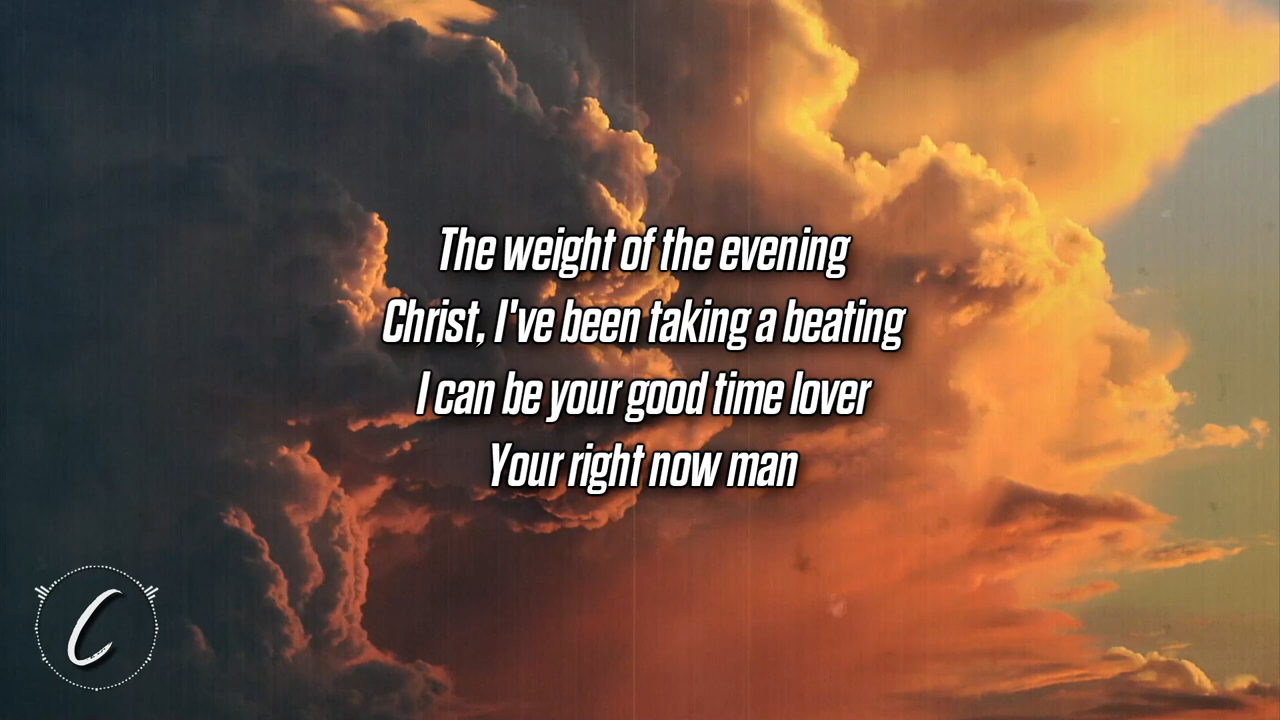 The weight of the evening
Christ, I've been taking a beating
I can be your good time lover
Your right now man
C